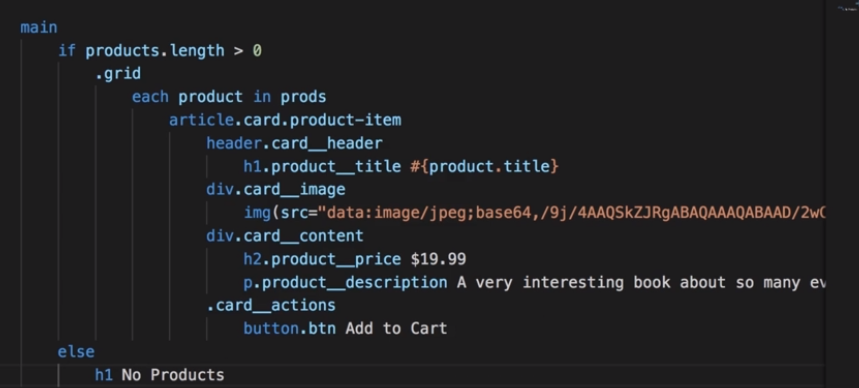 main
if products.length > 0
.grid
each product in prods
article.card.product-item
header.card__header
h1.product__title #{product.title}
div.card__image
img(src="data:image/jpeg;base64,/9j/4AAQSkZJRgABAQAAAQABAAD/2wC
div.card__content
h2.product__price $19.99
p.product__description A very interesting book about so many ev
.card__actions
button.btn Add to Cart
else
h1 No Products